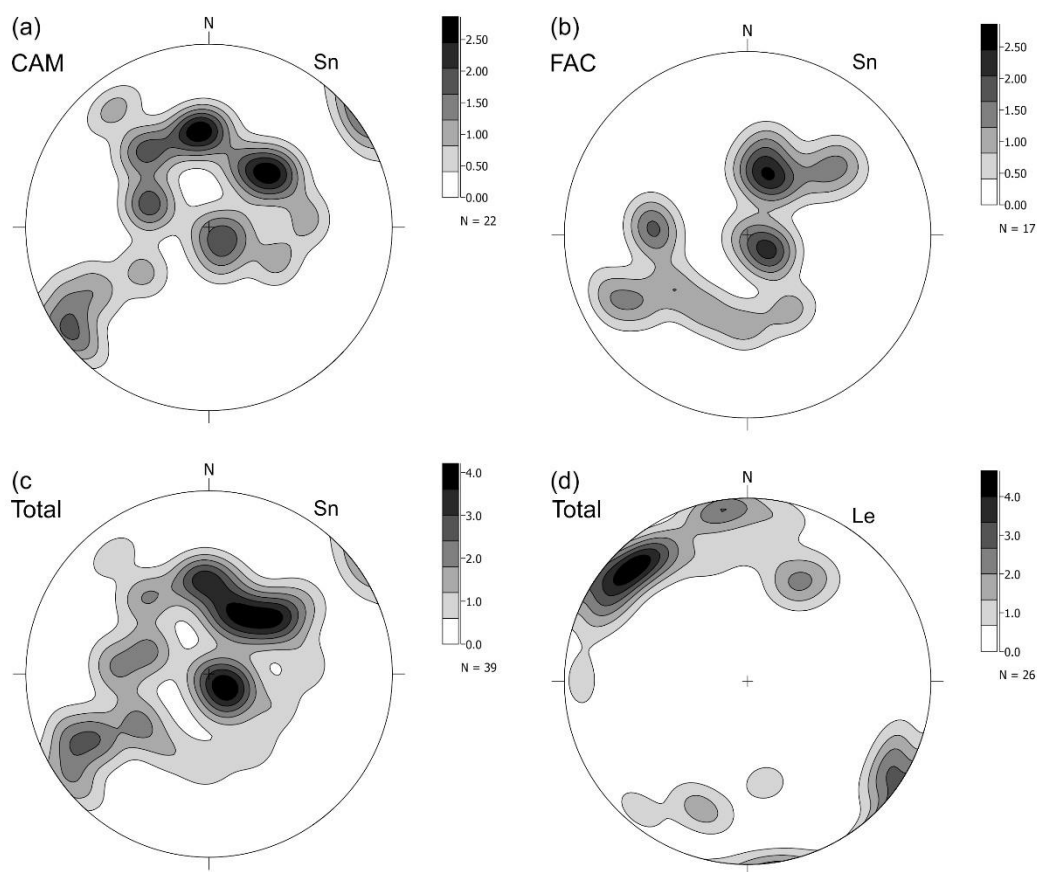 (a)
CAM
N
Sn
2.50
2.00
1.50
1.00
0.50
0.00
N = 22
(b)
FAC
N
Sn
2.50
2.00
1.50
1.00
0.50
0.00
N = 17
(c)
Total
N
Sn
4.0
3.0
2.0
1.0
0.0
N = 39
(d)
Total
N
Le
4.0
3.0
2.0
1.0
0.0
N = 26